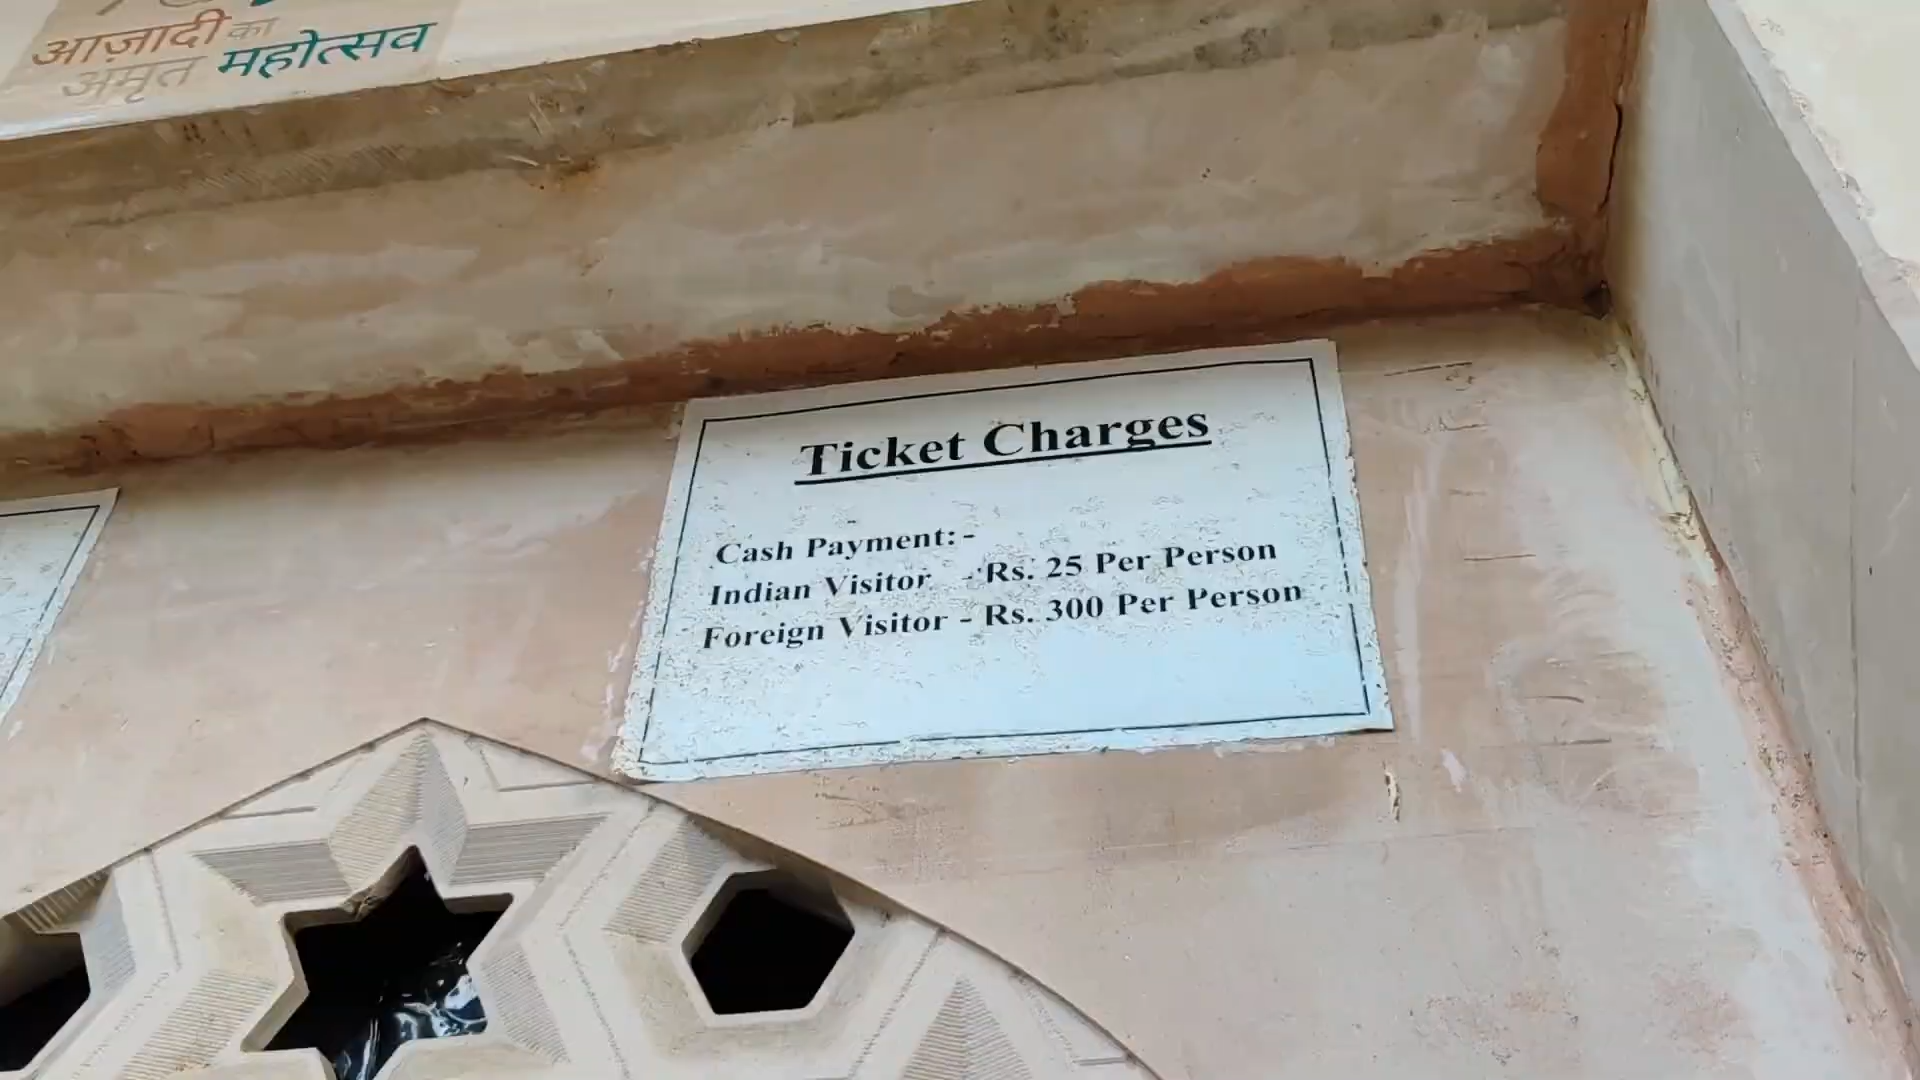 आज़ादी का
अमृत महोत्सव
Ticket Charges
Cash Payment:-
Indian Visitor - Rs. 25 Per Person
Foreign Visitor - Rs. 300 Per Person